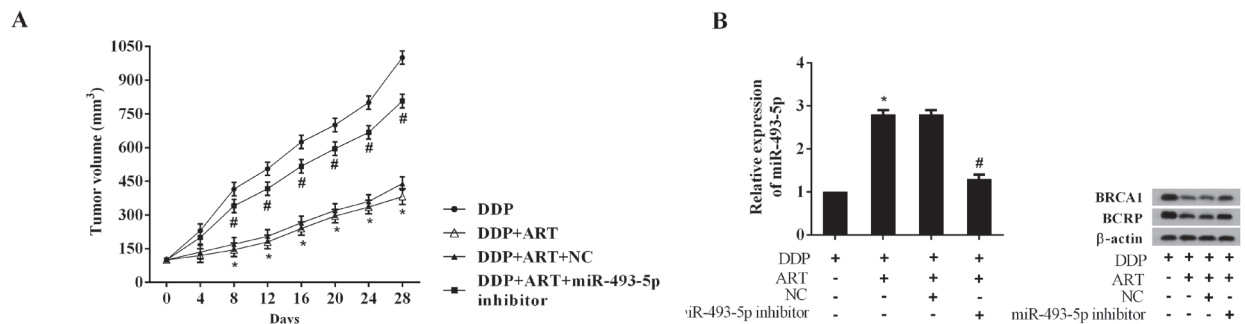 A
Tumor volume (mm3)
1050
900
750
600
450
300
150
0
0 4 8 12 16 20 24 28
Days
# # # # # #
* * * * * *
DDP
DDP+ART
DDP+ART+NC
DDP+ART+miR-493-5p
inhibitor
B
Relative expression
of miR-493-5p
4
3
2
1
0
*
#
DDP + + + +
ART - + + +
NC - - + -
iR-493-5p inhibitor - - - +
BRCA1
BCRP
β-actin
DDP + + + +
ART - + + +
NC - - + -
miR-493-5p inhibitor - - - +